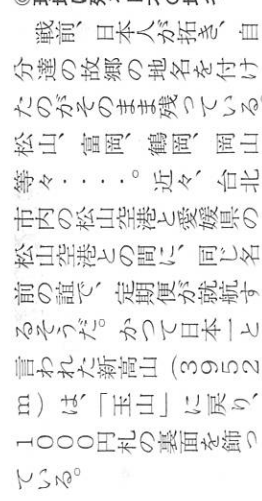 戦前、日本人が拓き、自
分達の故郷の地名を付け
たのがそのまま残っている。
松山、富岡、鶴岡、岡山
等々・・・・。近々、台北
市内の松山空港と愛媛県の
松山空港との間に、同じ名
前の誼で、定期便が就航す
るそうだ。かつて日本一と
言われた新高山(3952
m)は、「玉山」に戻り、
1000円札の裏面を飾っ
ている。